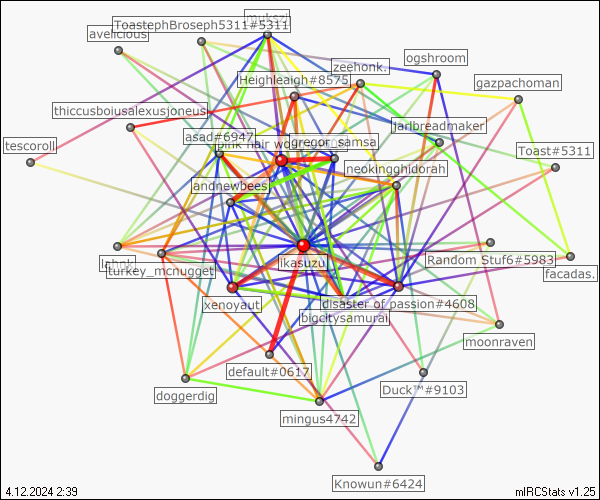 mukszi
ToastephBroseph5311#5311
avelicious
ogshroom
zeehonk.
Heighleaigh#8575
gazpachoman
thiccusboiusalexusjoneus
jarlbreadmaker
asad#6947
gregor_samsa
pink hair wo
tescoroll
Toast#5311
neokingghidorah
andnewbees
ikasuzu
Random Stuf6#5983
turkey_mcnugget
facadas.
xenoyaut
disaster of passion#4608
bigcitysamurai
moonraven
default#0617
doggerdig
Duck™#9103
mingus4742
Knowun#6424
4.12.2024 2:39
mIRCStats v1.25